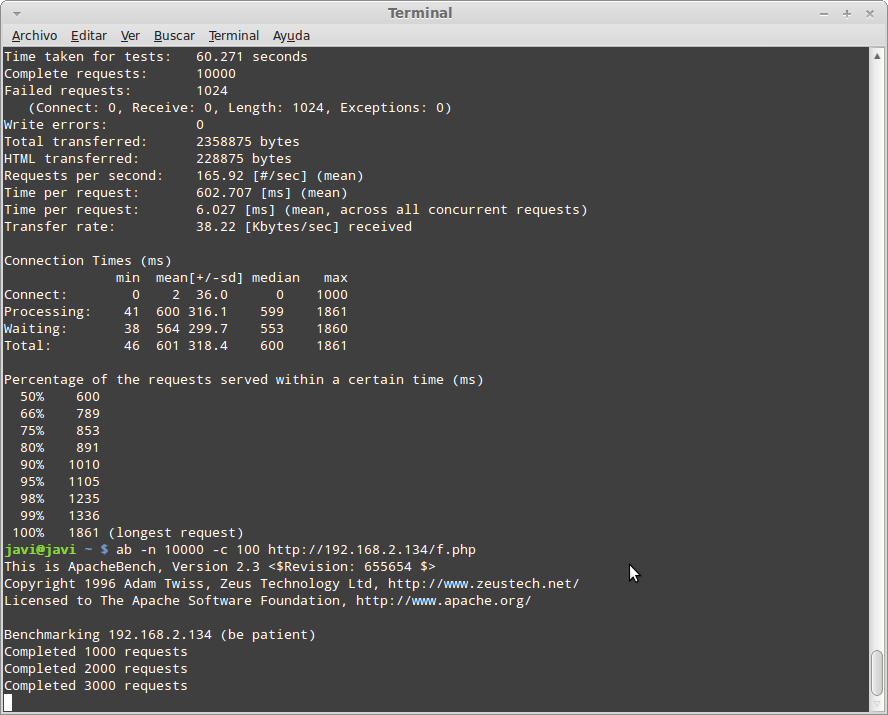 Terminal
Archivo Editar Ver Buscar Terminal Ayuda
Time taken for tests:   60.271 seconds
Complete requests:      10000
Failed requests:        1024
   (Connect: 0, Receive: 0, Length: 1024, Exceptions: 0)
Write errors:           0
Total transferred:      2358875 bytes
HTML transferred:       228875 bytes
Requests per second:    165.92 [#/sec] (mean)
Time per request:       602.707 [ms] (mean)
Time per request:       6.027 [ms] (mean, across all concurrent requests)
Transfer rate:          38.22 [Kbytes/sec] received

Connection Times (ms)
              min  mean[+/-sd] median   max
Connect:        0    2  36.0      0    1000
Processing:    41  600 316.1    599    1861
Waiting:       38  564 299.7    553    1860
Total:         46  601 318.4    600    1861

Percentage of the requests served within a certain time (ms)
  50%    600
  66%    789
  75%    853
  80%    891
  90%   1010
  95%   1105
  98%   1235
  99%   1336
 100%   1861 (longest request)
javi@javi ~ $ ab -n 10000 -c 100 http://192.168.2.134/f.php
This is ApacheBench, Version 2.3 <$Revision: 655654 $>
Copyright 1996 Adam Twiss, Zeus Technology Ltd, http://www.zeustech.net/
Licensed to The Apache Software Foundation, http://www.apache.org/

Benchmarking 192.168.2.134 (be patient)
Completed 1000 requests
Completed 2000 requests
Completed 3000 requests